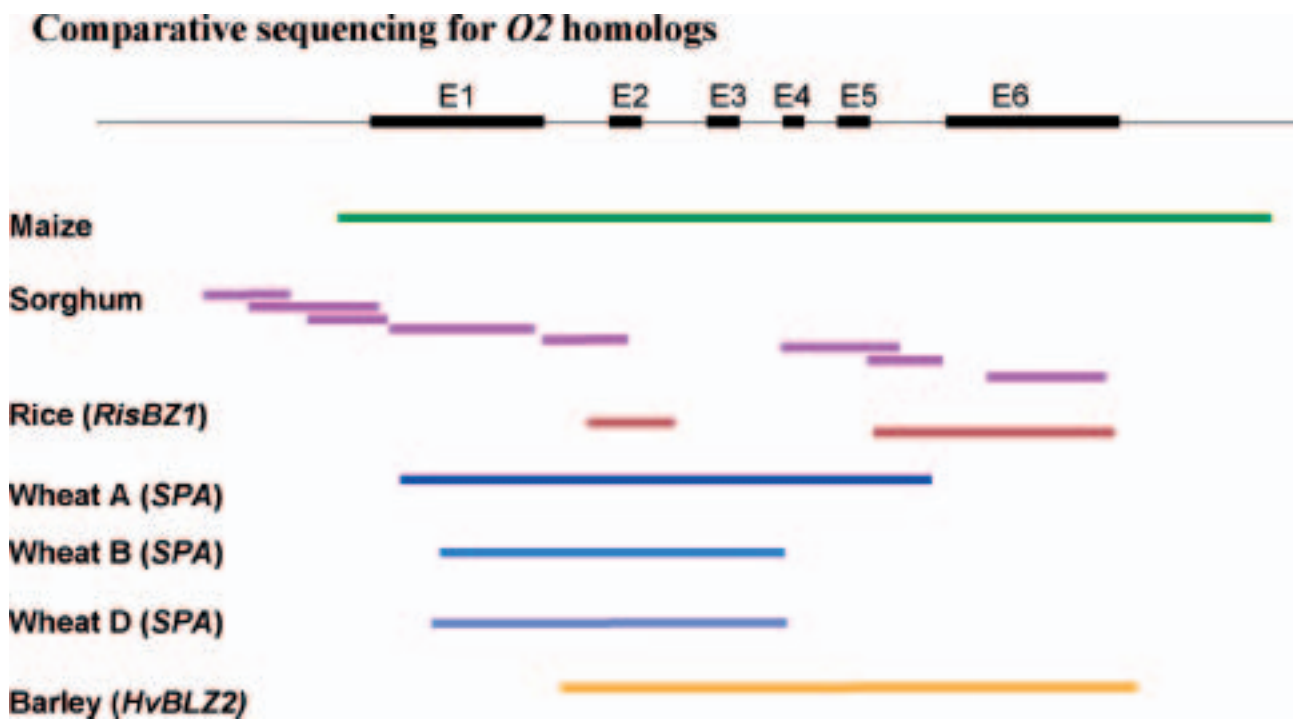 Comparative sequencing for O2 homologs
E1 E2 E3 E4 E5 E6
Maize
Sorghum
Rice (RisBZ1)
Wheat A (SPA)
Wheat B (SPA)
Wheat D (SPA)
Barley (HvBLZ2)